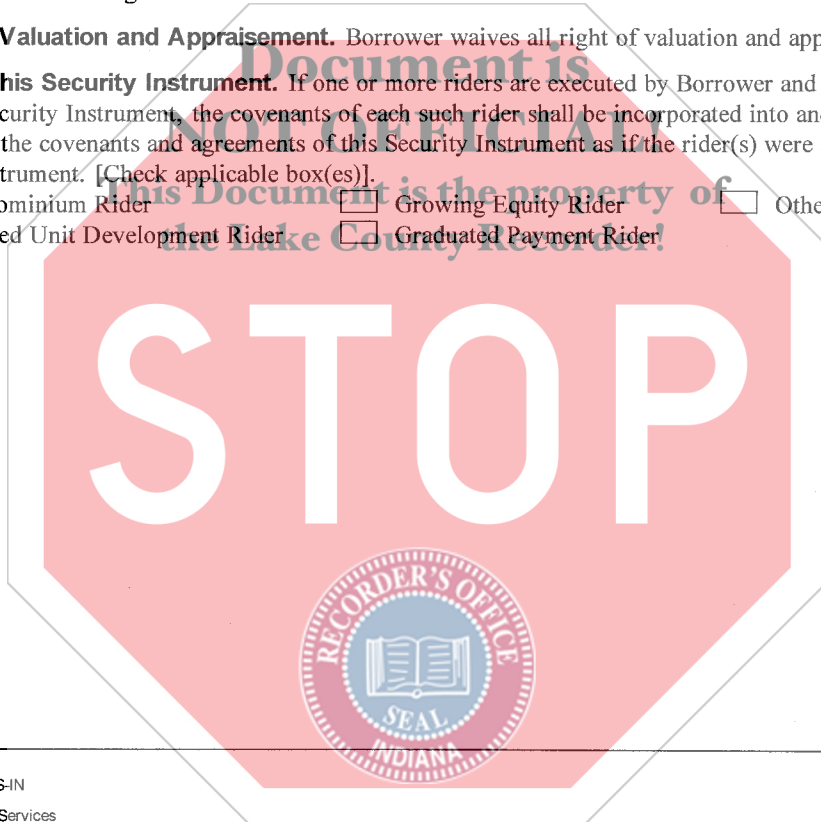 Valuation and Appraisement. Borrower waives all right of valuation and app
Document is
his Security Instrument. If one or more riders are executed by Borrower and
curity Instrument, the covenants of each such rider shall be incorporated into an
NOT OFFICIAL!
the covenants and agreements of this Security Instrument as if the rider(s) were
trument. [Check applicable box(es)].
This Document is the property of
ominium Rider Growing Equity Rider Othe
ed Unit Development Rider Graduated Payment Rider
the Lake County Recorder!
STOP
RECORDER'S OFFICE
SEAL
INDIANA
S-IN
Services